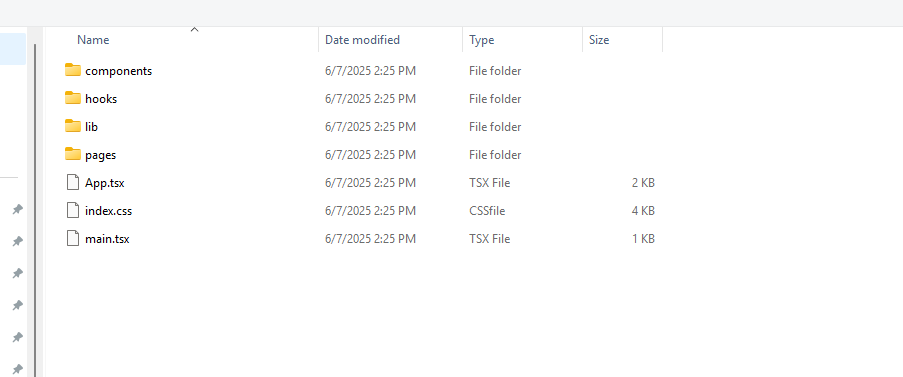 Name Date modified Type Size
components 6/7/2025 2:25 PM File folder
hooks 6/7/2025 2:25 PM File folder
lib 6/7/2025 2:25 PM File folder
pages 6/7/2025 2:25 PM File folder
App.tsx 6/7/2025 2:25 PM TSX File 2 KB
index.css 6/7/2025 2:25 PM CSSfile 4 KB
main.tsx 6/7/2025 2:25 PM TSX File 1 KB